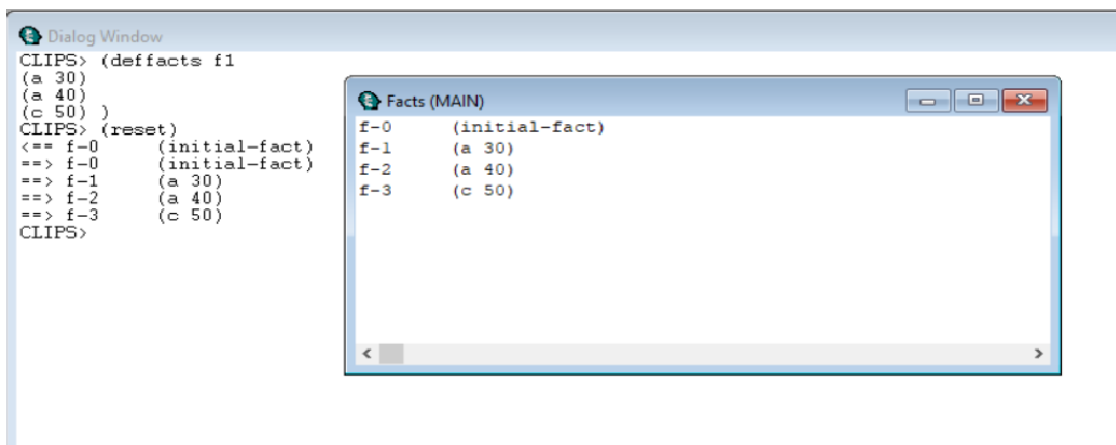 Dialog Window
CLIPS> (deffacts f1
(a 30)
(a 40)
(c 50) )
CLIPS> (reset)
<== f-0     (initial-fact)
==> f-0     (initial-fact)
==> f-1     (a 30)
==> f-2     (a 40)
==> f-3     (c 50)
CLIPS>
Facts (MAIN)
f-0     (initial-fact)
f-1     (a 30)
f-2     (a 40)
f-3     (c 50)